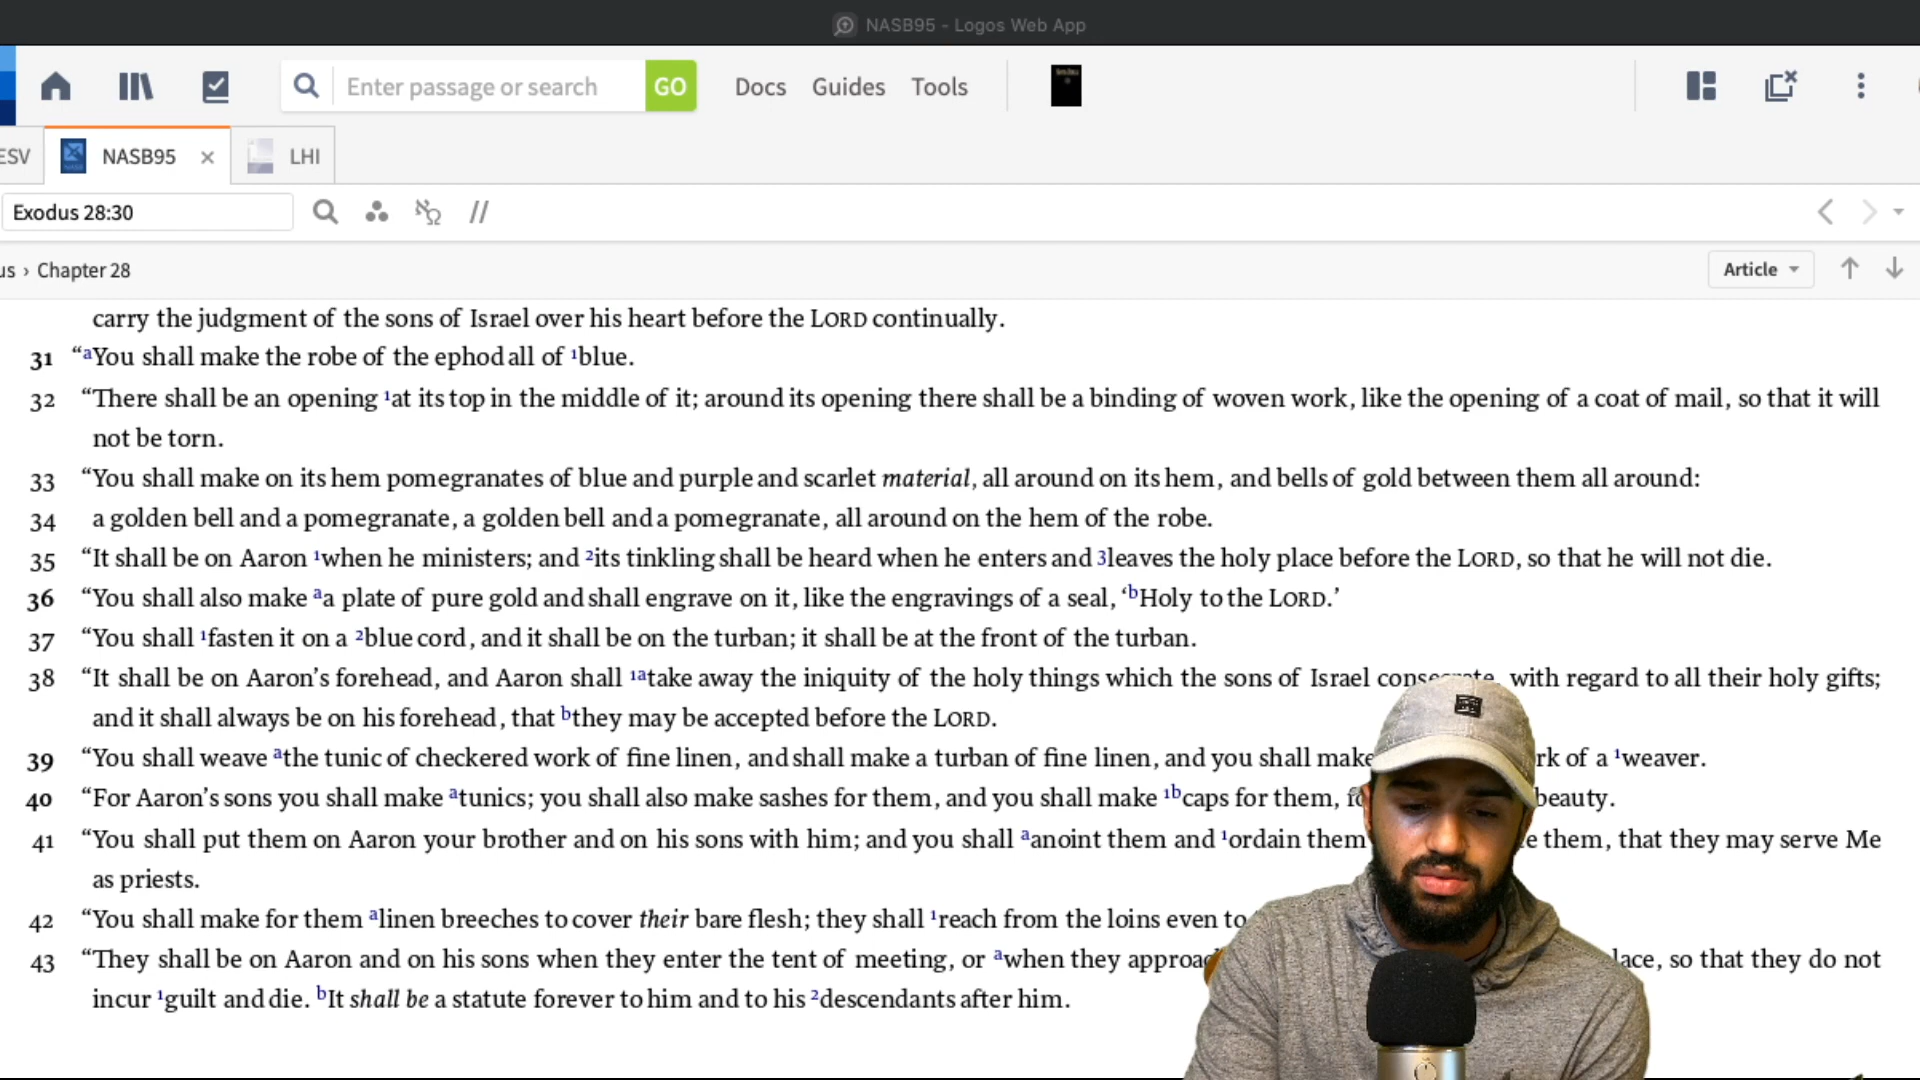 NASB95 - Logos Web App
Enter passage or search GO Docs Guides Tools
ESV NASB95 × LHI
Exodus 28:30
us › Chapter 28 Article
carry the judgment of the sons of Israel over his heart before the LORD continually.
31 “aYou shall make the robe of the ephod all of 1blue.
32 “There shall be an opening 1at its top in the middle of it; around its opening there shall be a binding of woven work, like the opening of a coat of mail, so that it will
not be torn.
33 “You shall make on its hem pomegranates of blue and purple and scarlet material, all around on its hem, and bells of gold between them all around:
34 a golden bell and a pomegranate, a golden bell and a pomegranate, all around on the hem of the robe.
35 “It shall be on Aaron 1when he ministers; and 2its tinkling shall be heard when he enters and 3leaves the holy place before the LORD, so that he will not die.
36 “You shall also make aa plate of pure gold and shall engrave on it, like the engravings of a seal, ‘bHoly to the LORD.’
37 “You shall 1fasten it on a 2blue cord, and it shall be on the turban; it shall be at the front of the turban.
38 “It shall be on Aaron’s forehead, and Aaron shall 1atake away the iniquity of the holy things which the sons of Israel consecrate, with regard to all their holy gifts;
and it shall always be on his forehead, that bthey may be accepted before the LORD.
39 “You shall weave athe tunic of checkered work of fine linen, and shall make a turban of fine linen, and you shall make rk of a 1weaver.
40 “For Aaron’s sons you shall make atunics; you shall also make sashes for them, and you shall make 1bcaps for them, beauty.
41 “You shall put them on Aaron your brother and on his sons with him; and you shall aanoint them and 1ordain them e them, that they may serve Me
as priests.
42 “You shall make for them alinen breeches to cover their bare flesh; they shall 1reach from the loins even to
43 “They shall be on Aaron and on his sons when they enter the tent of meeting, or awhen they approac lace, so that they do not
incur 1guilt and die. bIt shall be a statute forever to him and to his 2descendants after him.